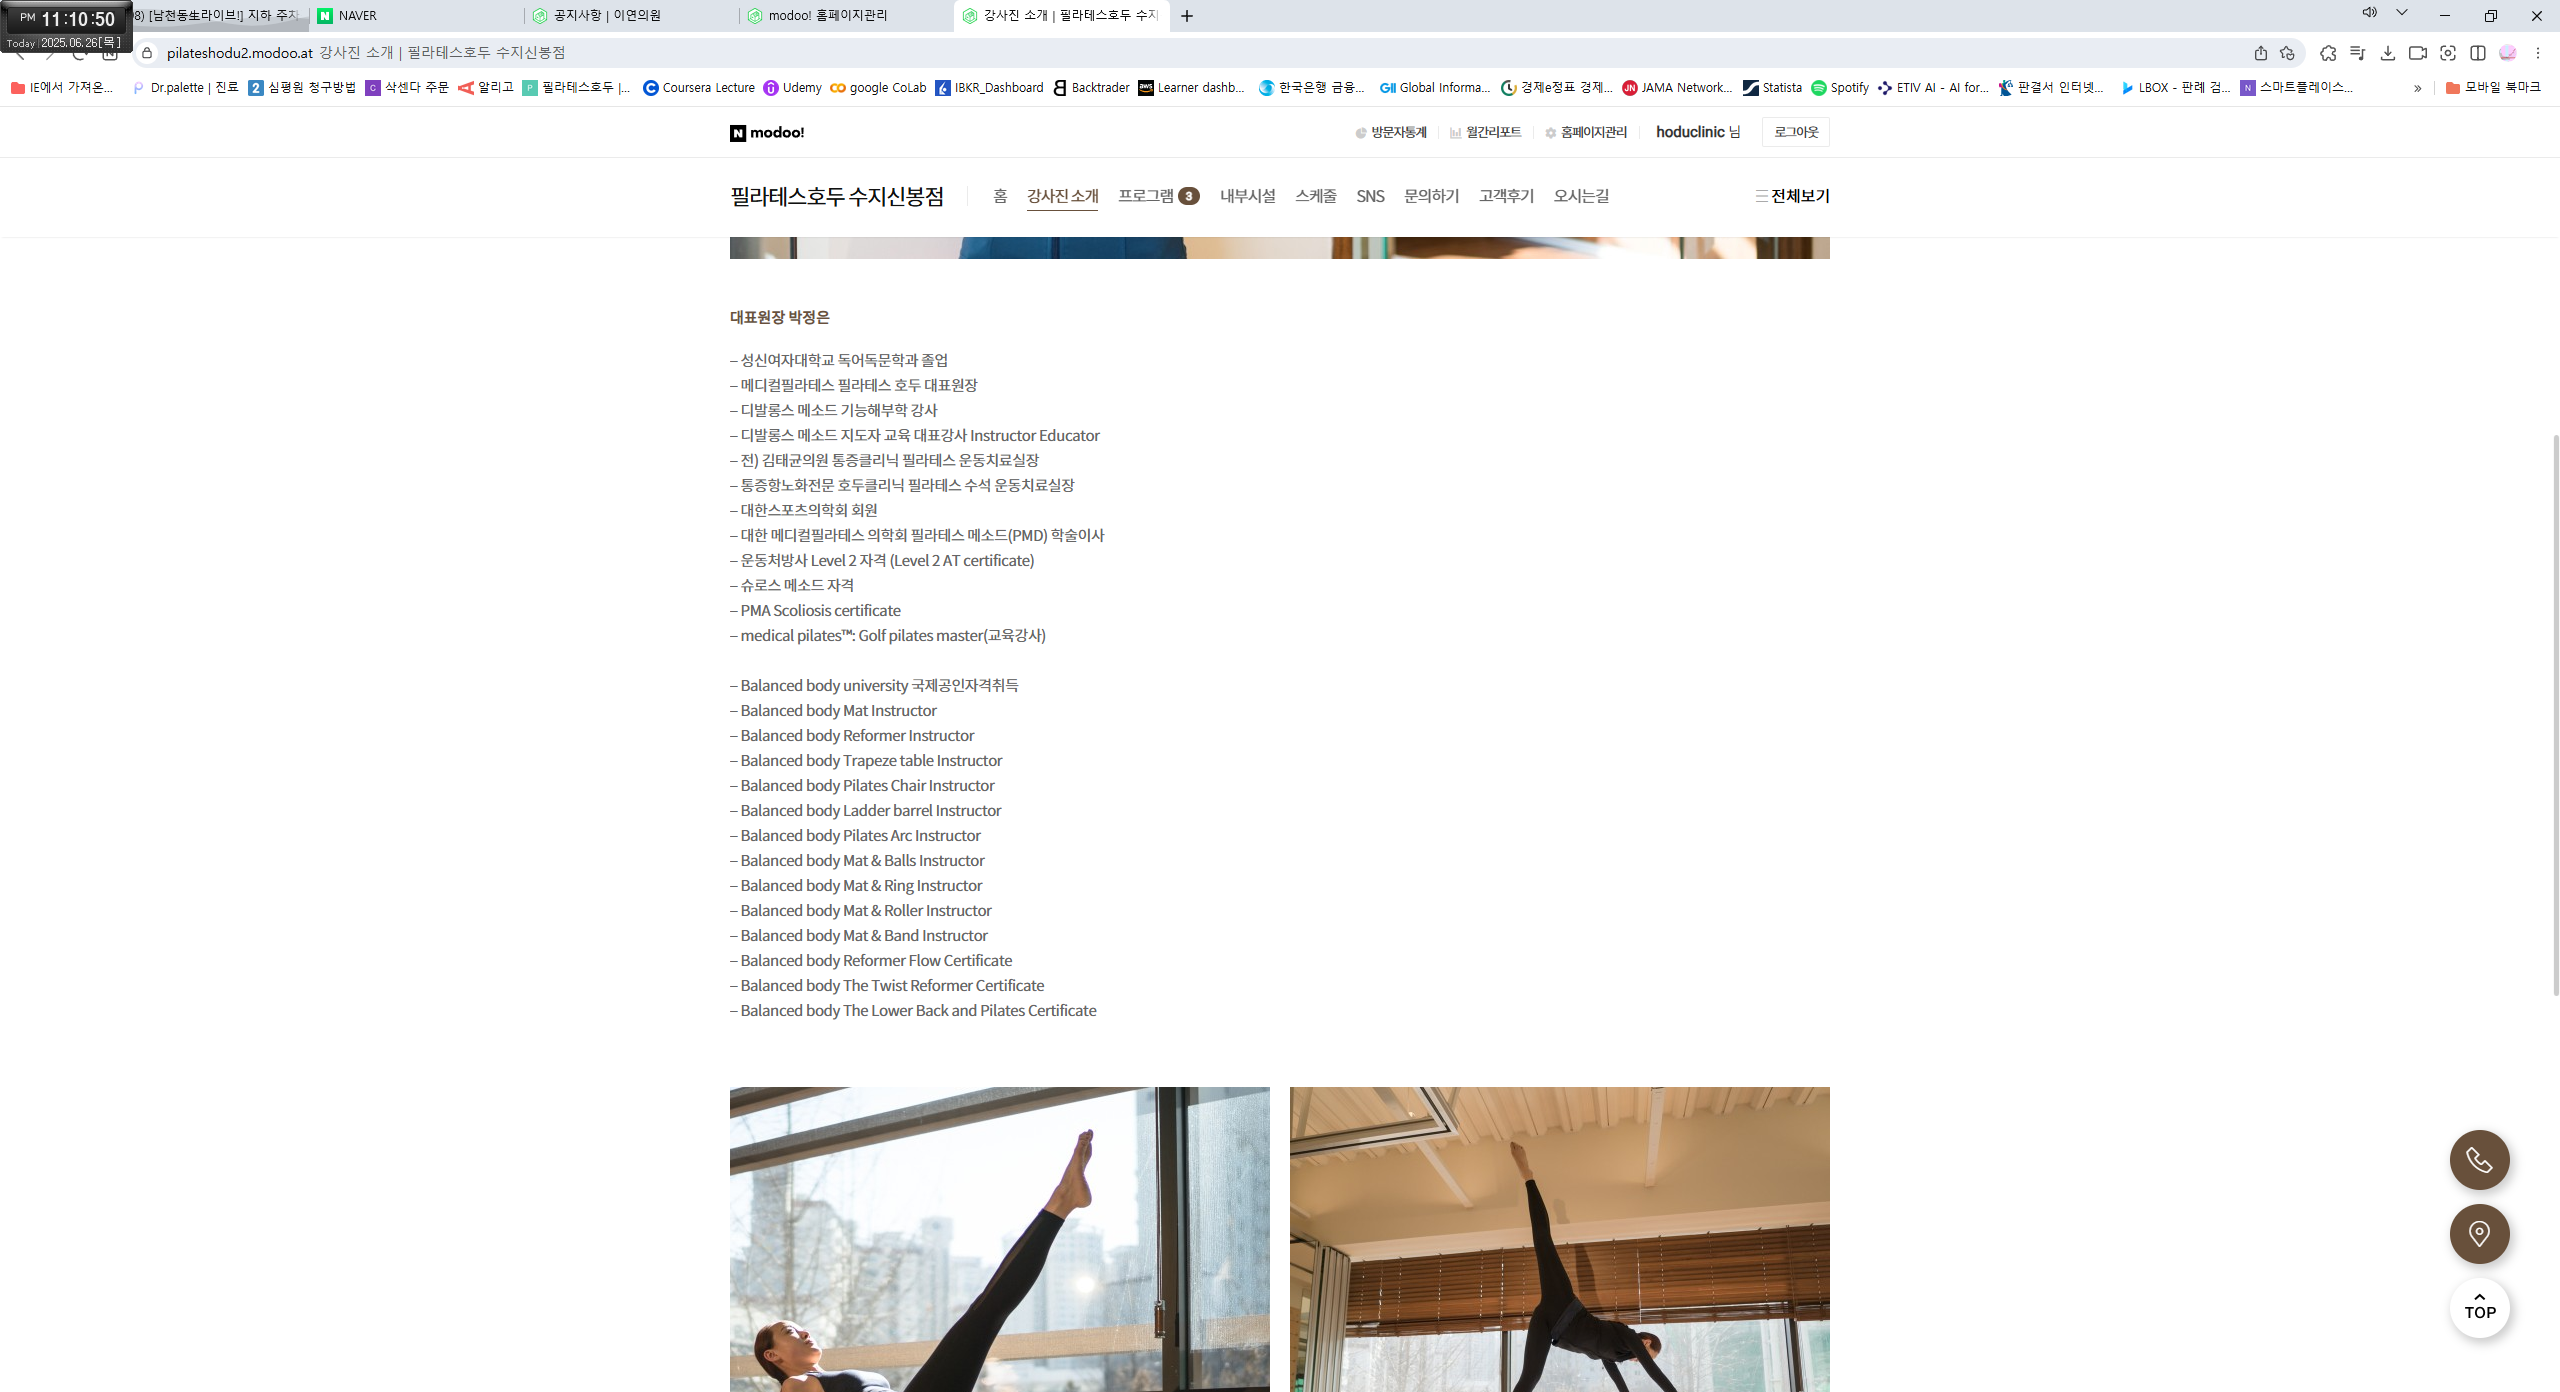 PM 11:10:50
Today 2025.06.26[목]
8) [남천동生라이브!] 지하 주차
NAVER
공지사항 | 이연의원
modoo! 홈페이지관리
강사진 소개 | 필라테스호두 수지
pilateshodu2.modoo.at 강사진 소개 | 필라테스호두 수지신봉점
IE에서 가져온... Dr.palette | 진료 심평원 청구방법 삭센다 주문 알리고 필라테스호두 |... Coursera Lecture Udemy google CoLab IBKR_Dashboard Backtrader Learner dashb... 한국은행 금융... Global Informa... 경제e정표 경제... JAMA Network... Statista Spotify ETIV AI - AI for... 판결서 인터넷... LBOX - 판례 검... 스마트플레이스... » 모바일 북마크
modoo! 방문자통계 월간리포트 홈페이지관리 hoduclinic 님 로그아웃
필라테스호두 수지신봉점 홈 강사진 소개 프로그램 3 내부시설 스케줄 SNS 문의하기 고객후기 오시는길 전체보기
대표원장 박정은
– 성신여자대학교 독어독문학과 졸업
– 메디컬필라테스 필라테스 호두 대표원장
– 디발롱스 메소드 기능해부학 강사
– 디발롱스 메소드 지도자 교육 대표강사 Instructor Educator
– 전) 김태균의원 통증클리닉 필라테스 운동치료실장
– 통증항노화전문 호두클리닉 필라테스 수석 운동치료실장
– 대한스포츠의학회 회원
– 대한 메디컬필라테스 의학회 필라테스 메소드(PMD) 학술이사
– 운동처방사 Level 2 자격 (Level 2 AT certificate)
– 슈로스 메소드 자격
– PMA Scoliosis certificate
– medical pilates™: Golf pilates master(교육강사)
– Balanced body university 국제공인자격취득
– Balanced body Mat Instructor
– Balanced body Reformer Instructor
– Balanced body Trapeze table Instructor
– Balanced body Pilates Chair Instructor
– Balanced body Ladder barrel Instructor
– Balanced body Pilates Arc Instructor
– Balanced body Mat & Balls Instructor
– Balanced body Mat & Ring Instructor
– Balanced body Mat & Roller Instructor
– Balanced body Mat & Band Instructor
– Balanced body Reformer Flow Certificate
– Balanced body The Twist Reformer Certificate
– Balanced body The Lower Back and Pilates Certificate
TOP